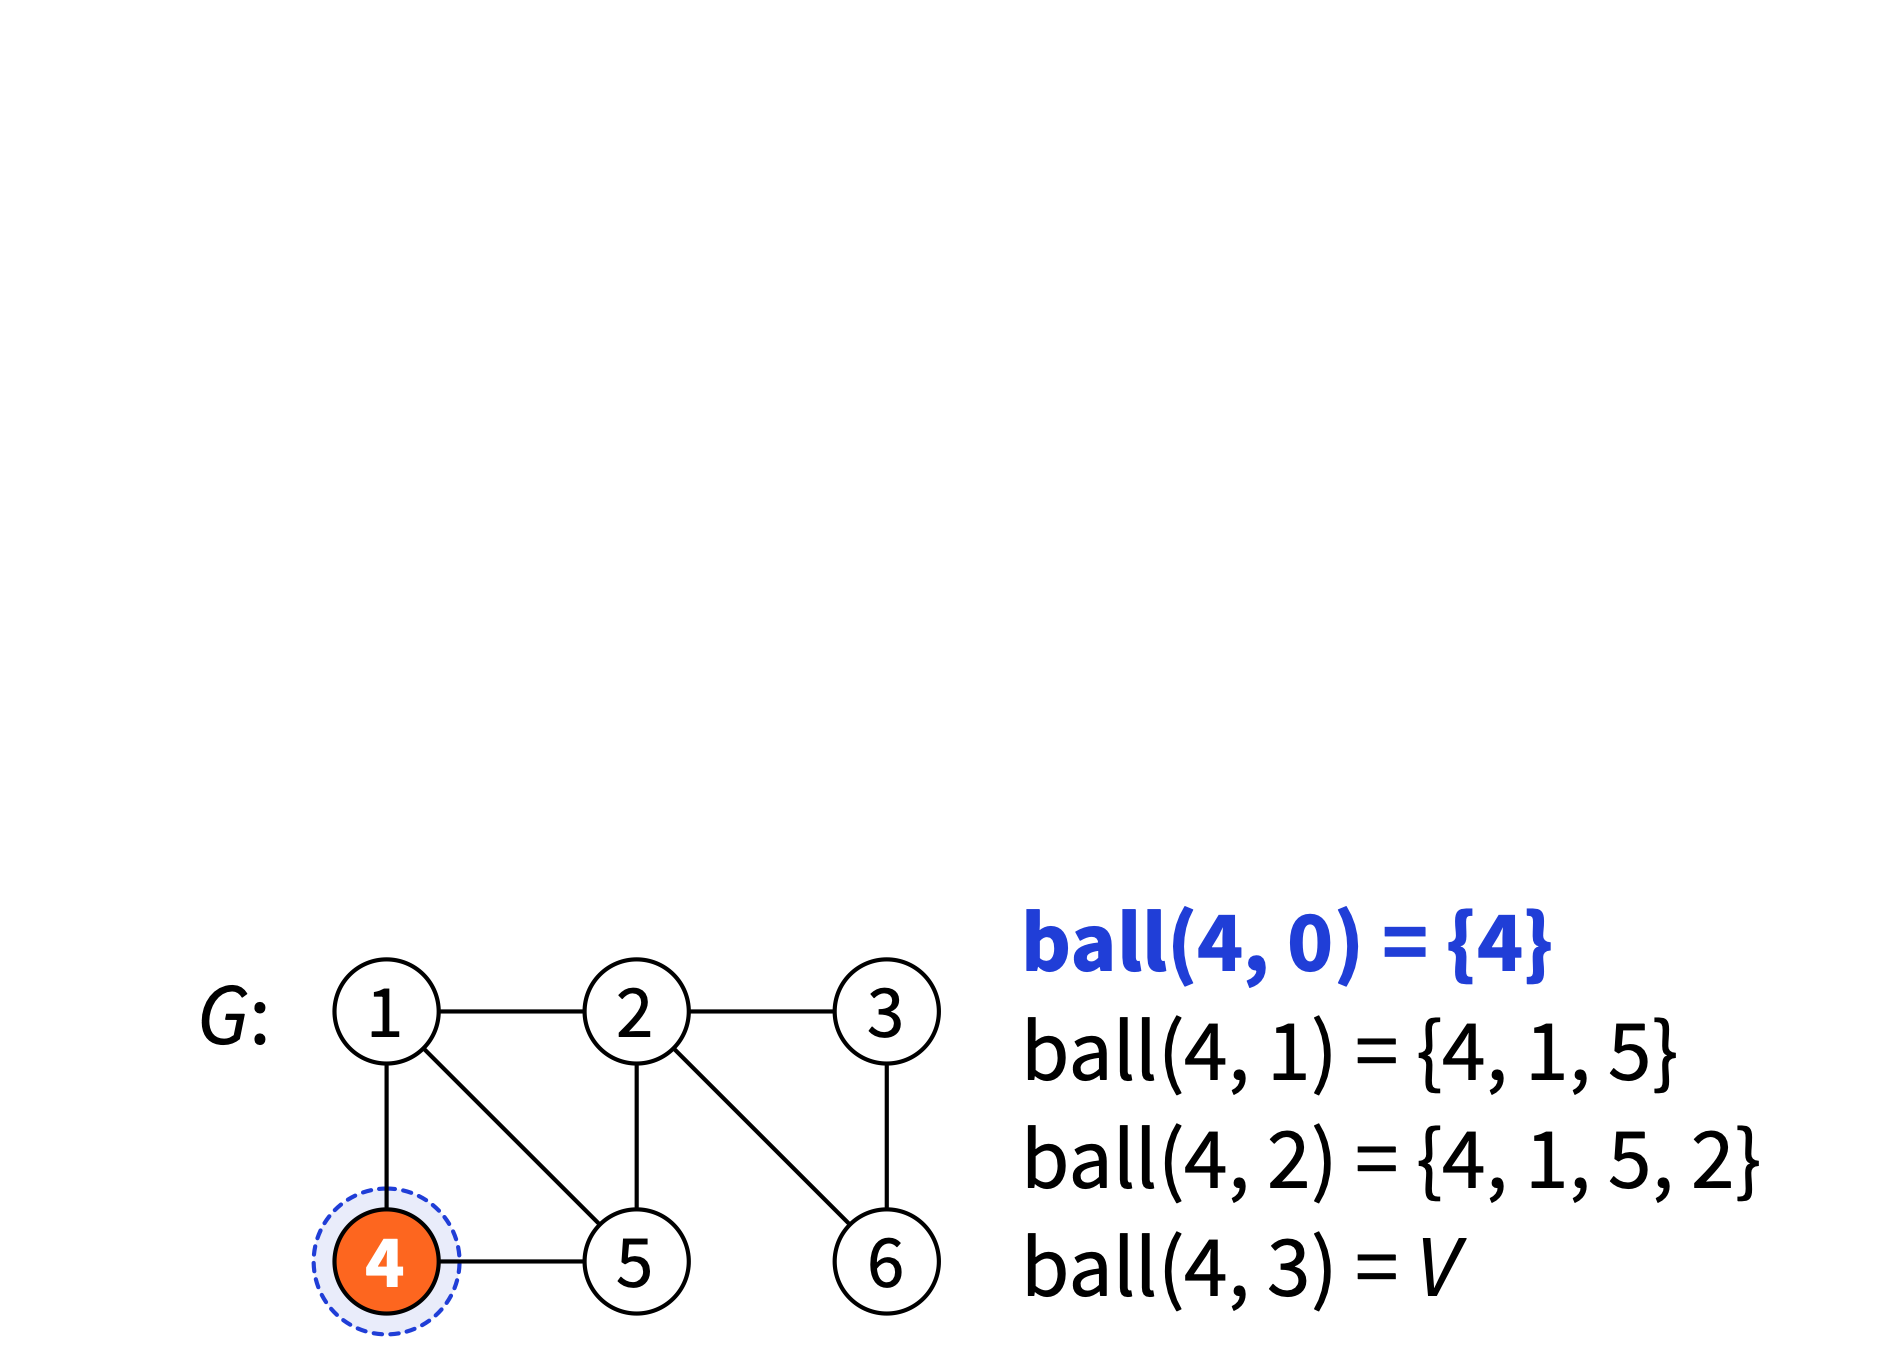 G:
1 2 3
4 5 6
ball(4, 0) = {4}
ball(4, 1) = {4, 1, 5}
ball(4, 2) = {4, 1, 5, 2}
ball(4, 3) = V